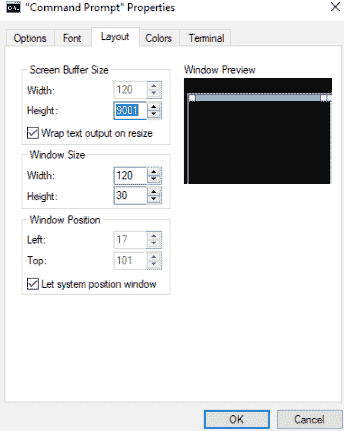 "Command Prompt" Properties
Options Font Layout Colors Terminal
Screen Buffer Size
Width: 120
Height: 9001
Wrap text output on resize
Window Size
Width: 120
Height: 30
Window Position
Left: 17
Top: 101
Let system position window
Window Preview
OK Cancel